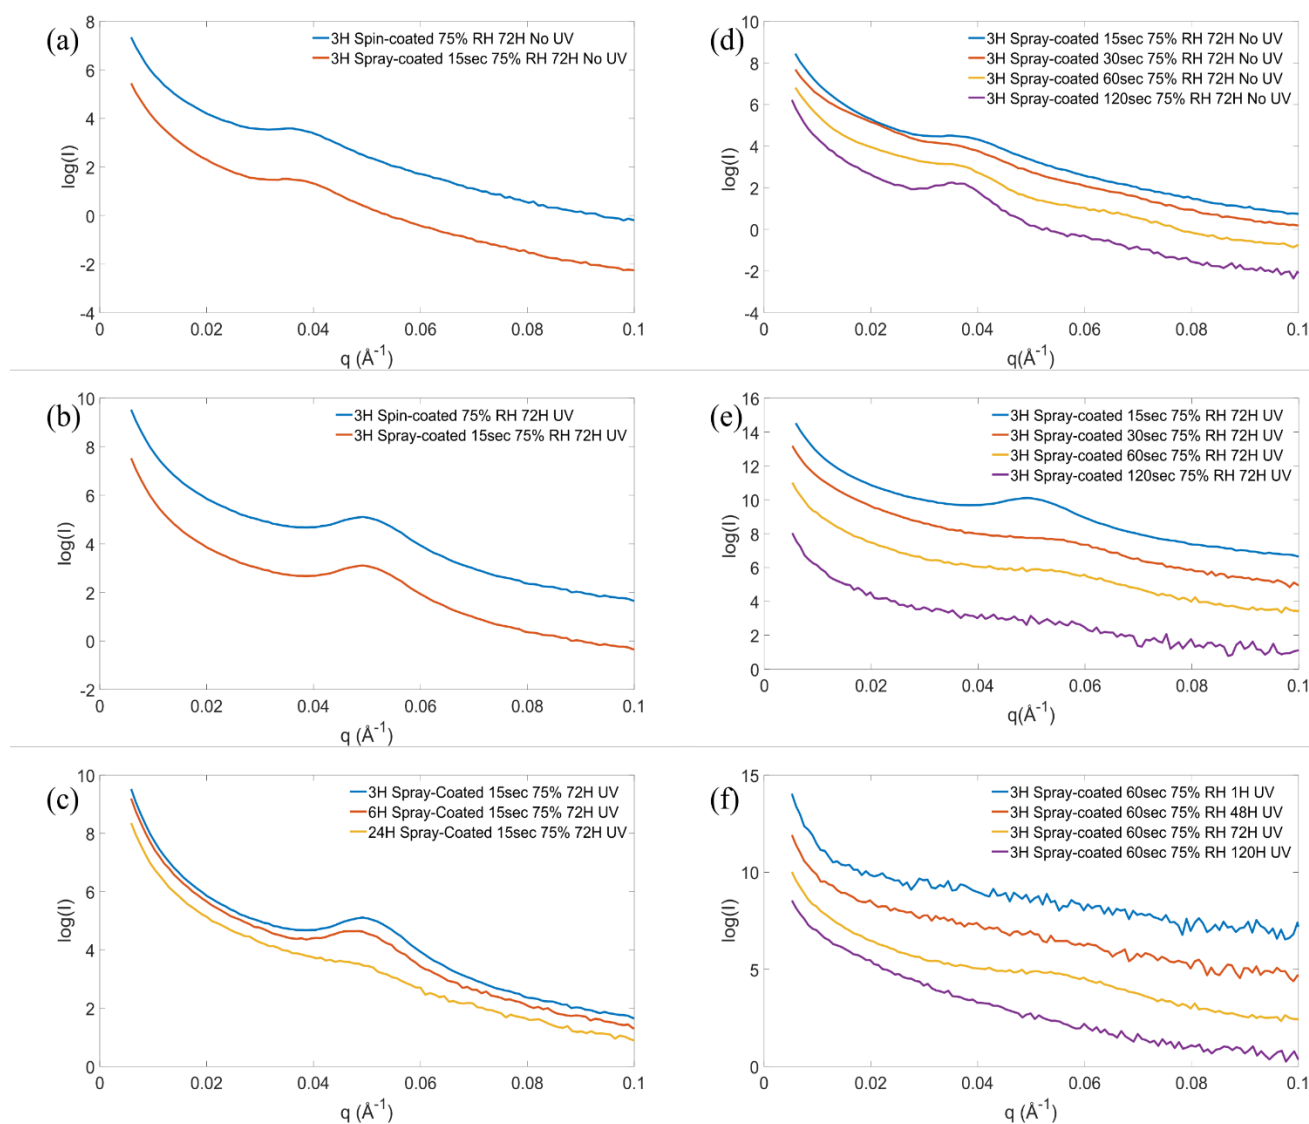 (a)
3H Spin-coated 75% RH 72H No UV
3H Spray-coated 15sec 75% RH 72H No UV
8
6
4
2
0
-2
-4
log(I)
0
0.02
0.04
0.06
0.08
0.1
q (Å-1)
(d)
3H Spray-coated 15sec 75% RH 72H No UV
3H Spray-coated 30sec 75% RH 72H No UV
3H Spray-coated 60sec 75% RH 72H No UV
3H Spray-coated 120sec 75% RH 72H No UV
10
8
6
4
2
0
-2
-4
log(I)
0
0.02
0.04
0.06
0.08
0.1
q(Å-1)
(b)
3H Spin-coated 75% RH 72H UV
3H Spray-coated 15sec 75% RH 72H UV
10
8
6
4
2
0
-2
log(I)
0
0.02
0.04
0.06
0.08
0.1
q (Å-1)
(e)
3H Spray-coated 15sec 75% RH 72H UV
3H Spray-coated 30sec 75% RH 72H UV
3H Spray-coated 60sec 75% RH 72H UV
3H Spray-coated 120sec 75% RH 72H UV
16
14
12
10
8
6
4
2
0
log(I)
0
0.02
0.04
0.06
0.08
0.1
q(Å-1)
(c)
3H Spray-Coated 15sec 75% 72H UV
6H Spray-Coated 15sec 75% 72H UV
24H Spray-Coated 15sec 75% 72H UV
10
8
6
4
2
0
log(I)
0
0.02
0.04
0.06
0.08
0.1
q (Å-1)
(f)
3H Spray-coated 60sec 75% RH 1H UV
3H Spray-coated 60sec 75% RH 48H UV
3H Spray-coated 60sec 75% RH 72H UV
3H Spray-coated 60sec 75% RH 120H UV
15
10
5
0
log(I)
0
0.02
0.04
0.06
0.08
0.1
q (Å-1)